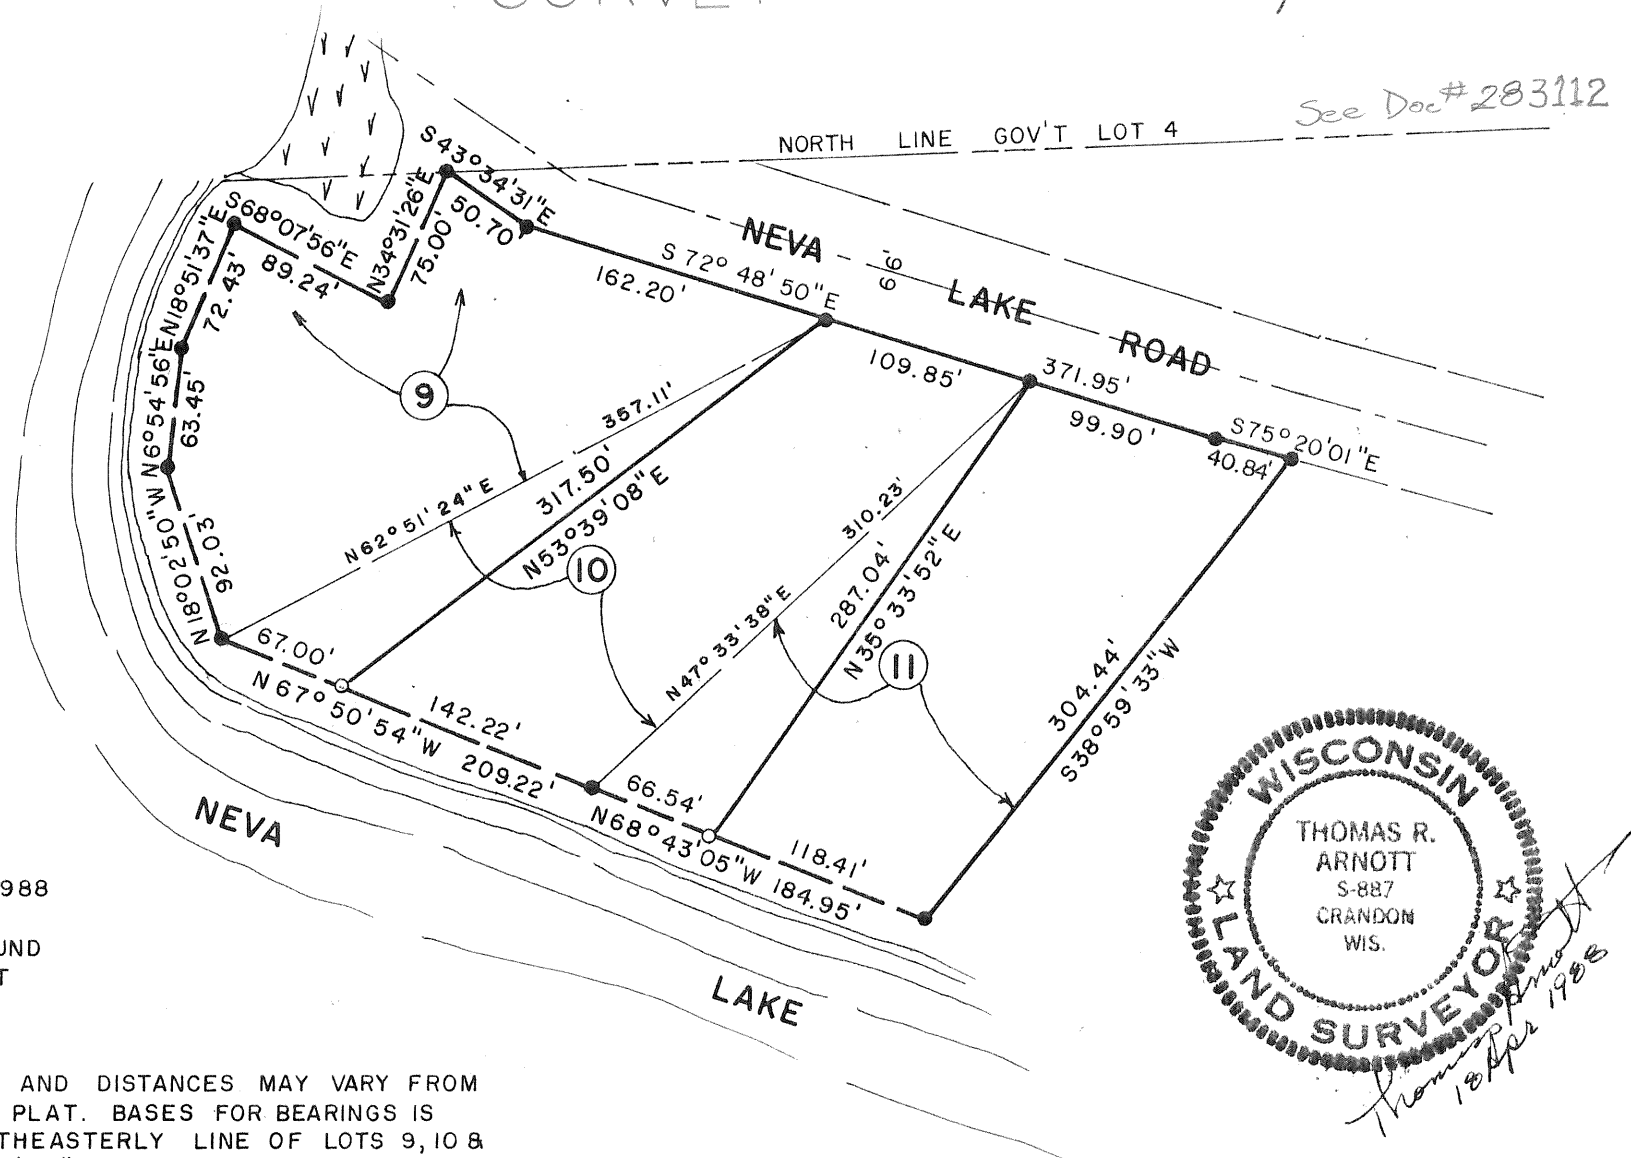 SURVEY
See Doc# 283112
NORTH LINE GOV'T LOT 4
S 43°34'31"E
50.70'
N34°31'26"E
75.00'
S68°07'56"E
89.24'
N18°51'37"E
72.43'
N6°54'56"E
63.45'
N18°02'50"W
92.03'
S 72° 48' 50"E
162.20'
NEVA LAKE ROAD
66'
109.85'
371.95'
99.90'
S75°20'01"E
40.84'
9
357.11'
N62°51'24"E
317.50'
N53°39'08"E
10
310.23'
N47°33'38"E
287.04'
N35°33'52"E
11
304.44'
S38°59'33"W
67.00'
N 67° 50' 54"W
142.22'
209.22'
66.54'
N68°43'05"W
118.41'
184.95'
NEVA
LAKE
WISCONSIN
THOMAS R.
ARNOTT
S-887
CRANDON
WIS.
LAND SURVEYOR
Thomas R Arnott
18 Apr 1988
988
UND
T
AND DISTANCES MAY VARY FROM
PLAT. BASES FOR BEARINGS IS
THEASTERLY LINE OF LOTS 9, 10 &